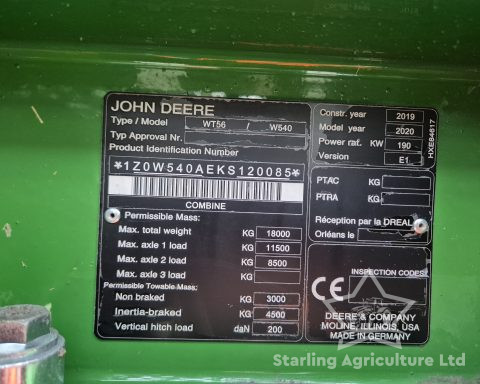 JOHN DEERE
Type / Model WT56 / W540
Typ Approval Nr.
Product Identification Number
*1Z0W540AEKS120085*
COMBINE
Permissible Mass:
Max. total weight KG 18000
Max. axle 1 load KG 11500
Max. axle 2 load KG 8500
Max. axle 3 load KG
Permissible Towable-Mass:
Non braked KG 3000
Inertia-braked KG 4500
Vertical hitch load daN 200
Constr. year 2019
Model year 2020
Power rat. KW 190
Version E1
HXE84617
PTAC KG
PTRA KG
Réception par la DREAL
Orléans le
INSPECTION CODES
CE
DEERE & COMPANY
MOLINE, ILLINOIS, USA
MADE IN GERMANY
Starling Agriculture Ltd